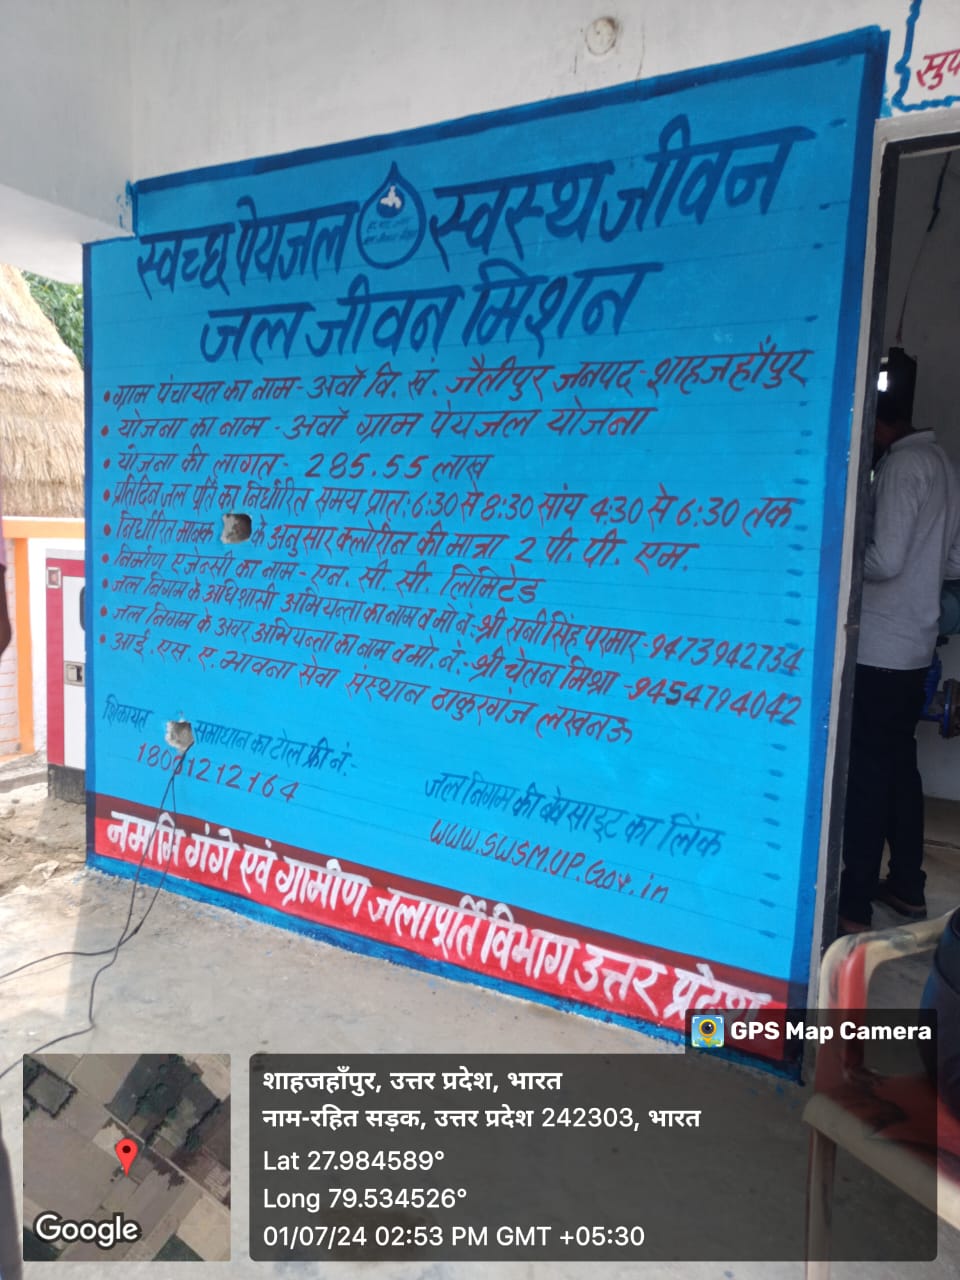 स्वच्छ पेयजल स्वस्थ जीवन
जल जीवन मिशन
• ग्राम पंचायत का नाम - अवॉ वि. खं. जैतीपुर जनपद - शाहजहाँपुर
• योजना का नाम - अवॉ ग्राम पेयजल योजना
• योजना की लागत - 285.55 लाख
• प्रतिदिन जल पूर्ति का निर्धारित समय प्रात: 6:30 से 8:30 सांय 4:30 से 6:30 तक
• निर्धारित मानक के अनुसार क्लोरीन की मात्रा 2 पी. पी. एम.
• निर्माण एजेन्सी का नाम - एन. सी. सी. लिमिटेड
• जल निगम के अधिशासी अभियन्ता का नाम व मो नं:- श्री सनी सिंह परमार - 9473942734
• जल निगम के अवर अभियन्ता का नाम व मो. नं:- श्री चेतन मिश्रा - 9454794042
• आई. एस. ए. भावना सेवा संस्थान ठाकुरगंज लखनऊ
शिकायत समाधान का टोल फ्री नं:-
जल निगम की बेबसाइट का लिंक
www.SWSM.UP.Gov.in
नमामि गंगे एवं ग्रामीण जलापूर्ति विभाग उत्तर प्रदेश
GPS Map Camera
शाहजहाँपुर, उत्तर प्रदेश, भारत
नाम-रहित सड़क, उत्तर प्रदेश 242303, भारत
Lat 27.984589°
Long 79.534526°
01/07/24 02:53 PM GMT +05:30
Google